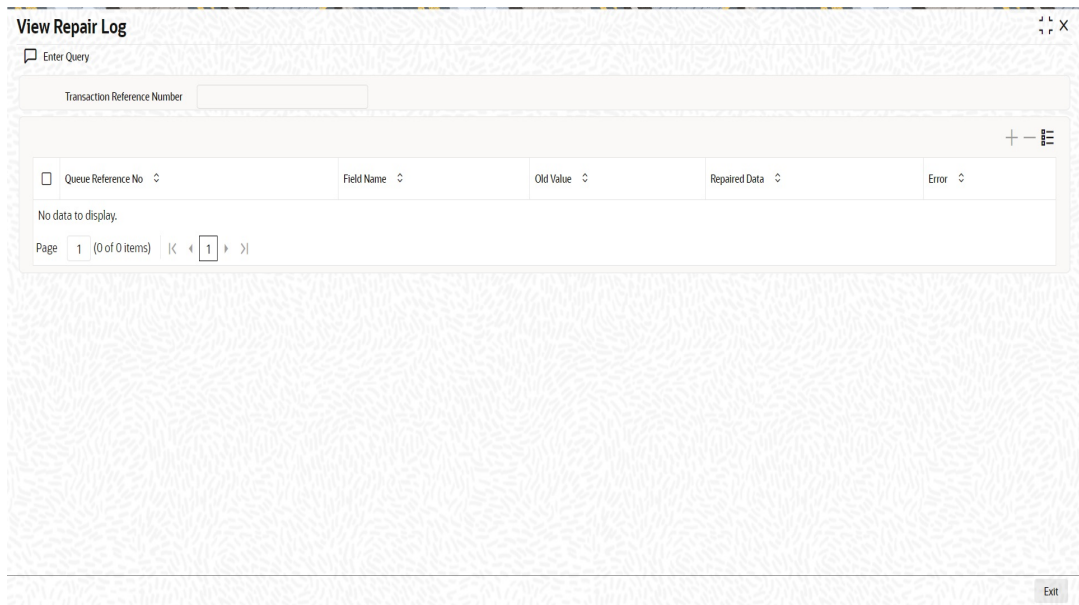 View Repair Log
Enter Query
Transaction Reference Number
Queue Reference No Field Name Old Value Repaired Data Error
No data to display.
Page 1 (0 of 0 items) 1
Exit